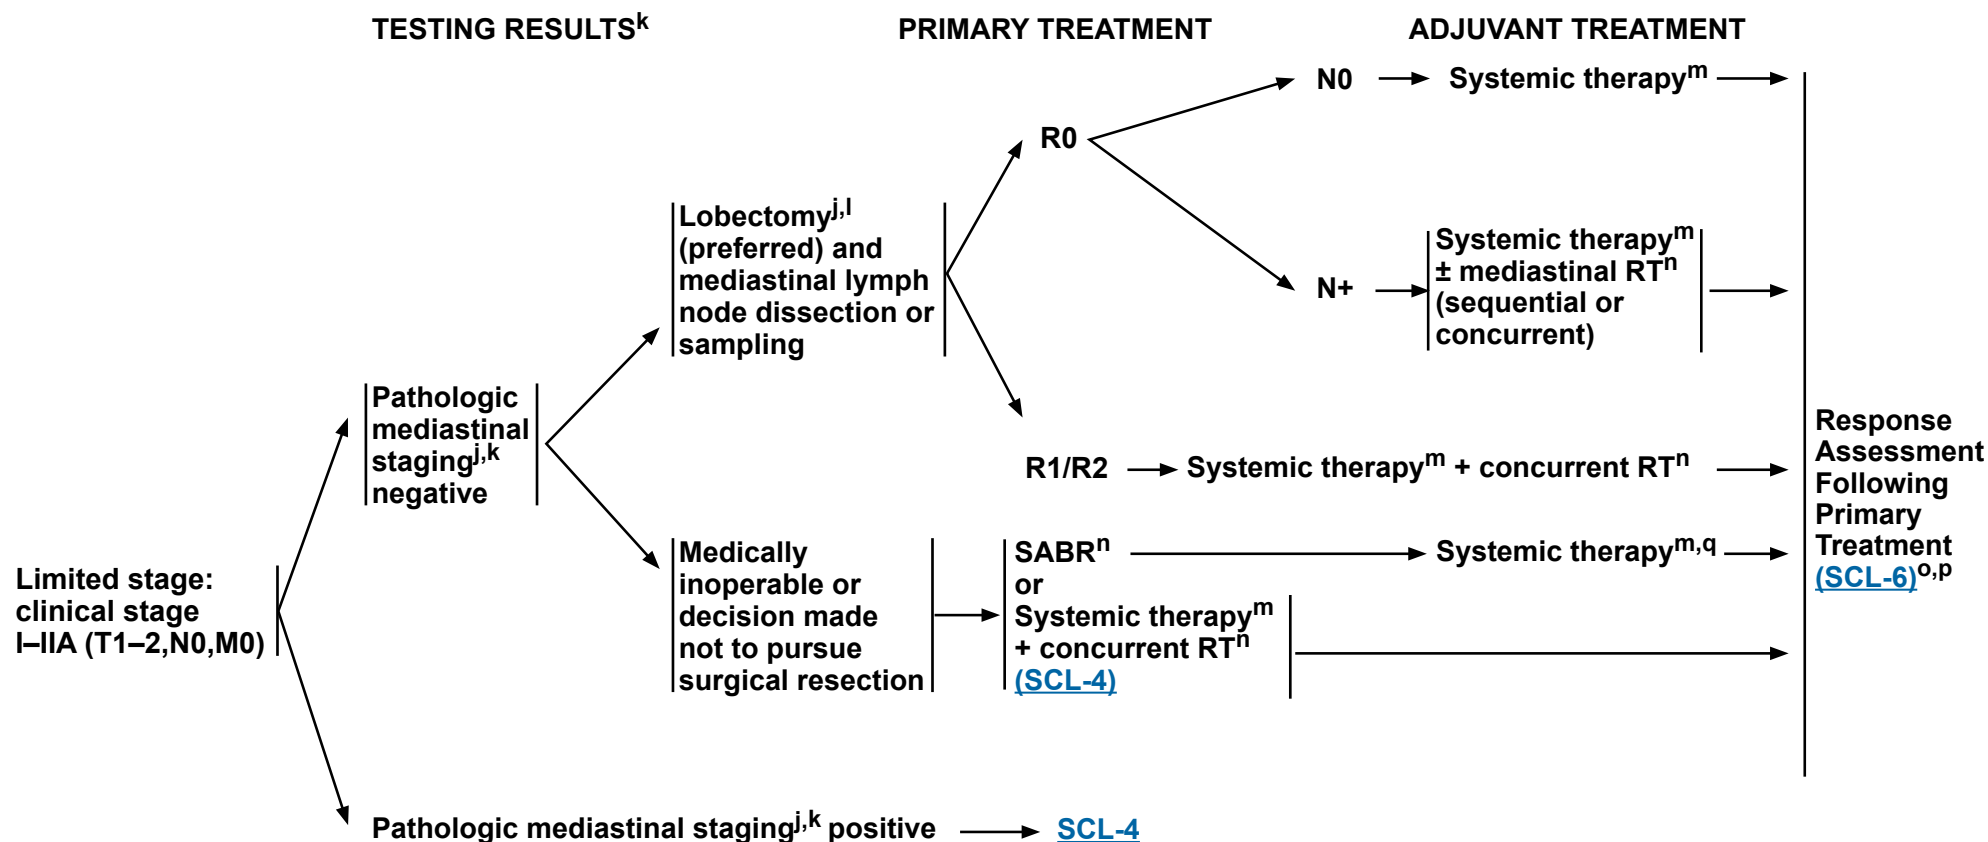 TESTING RESULTSk
PRIMARY TREATMENT
ADJUVANT TREATMENT
Limited stage:
clinical stage
I–IIA (T1–2,N0,M0)
Pathologic
mediastinal
stagingj,k
negative
Lobectomyj,l
(preferred) and
mediastinal lymph
node dissection or
sampling
R0
N0
Systemic therapym
N+
Systemic therapym
± mediastinal RTn
(sequential or
concurrent)
R1/R2
Systemic therapym + concurrent RTn
Medically
inoperable or
decision made
not to pursue
surgical resection
SABRn
or
Systemic therapym
+ concurrent RTn
(SCL-4)
Systemic therapym,q
Response
Assessment
Following
Primary
Treatment
(SCL-6)o,p
Pathologic mediastinal stagingj,k positive
SCL-4